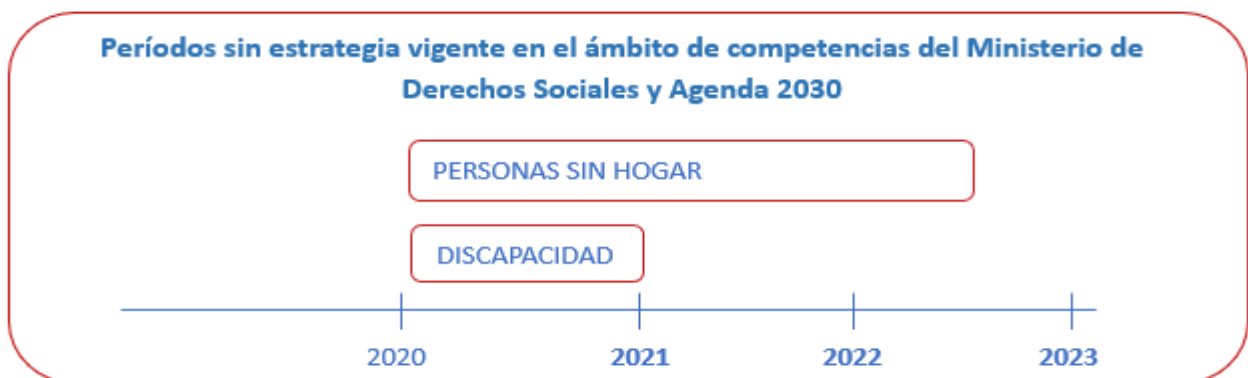 Períodos sin estrategia vigente en el ámbito de competencias del Ministerio de
Derechos Sociales y Agenda 2030
PERSONAS SIN HOGAR
DISCAPACIDAD
2020 2021 2022 2023